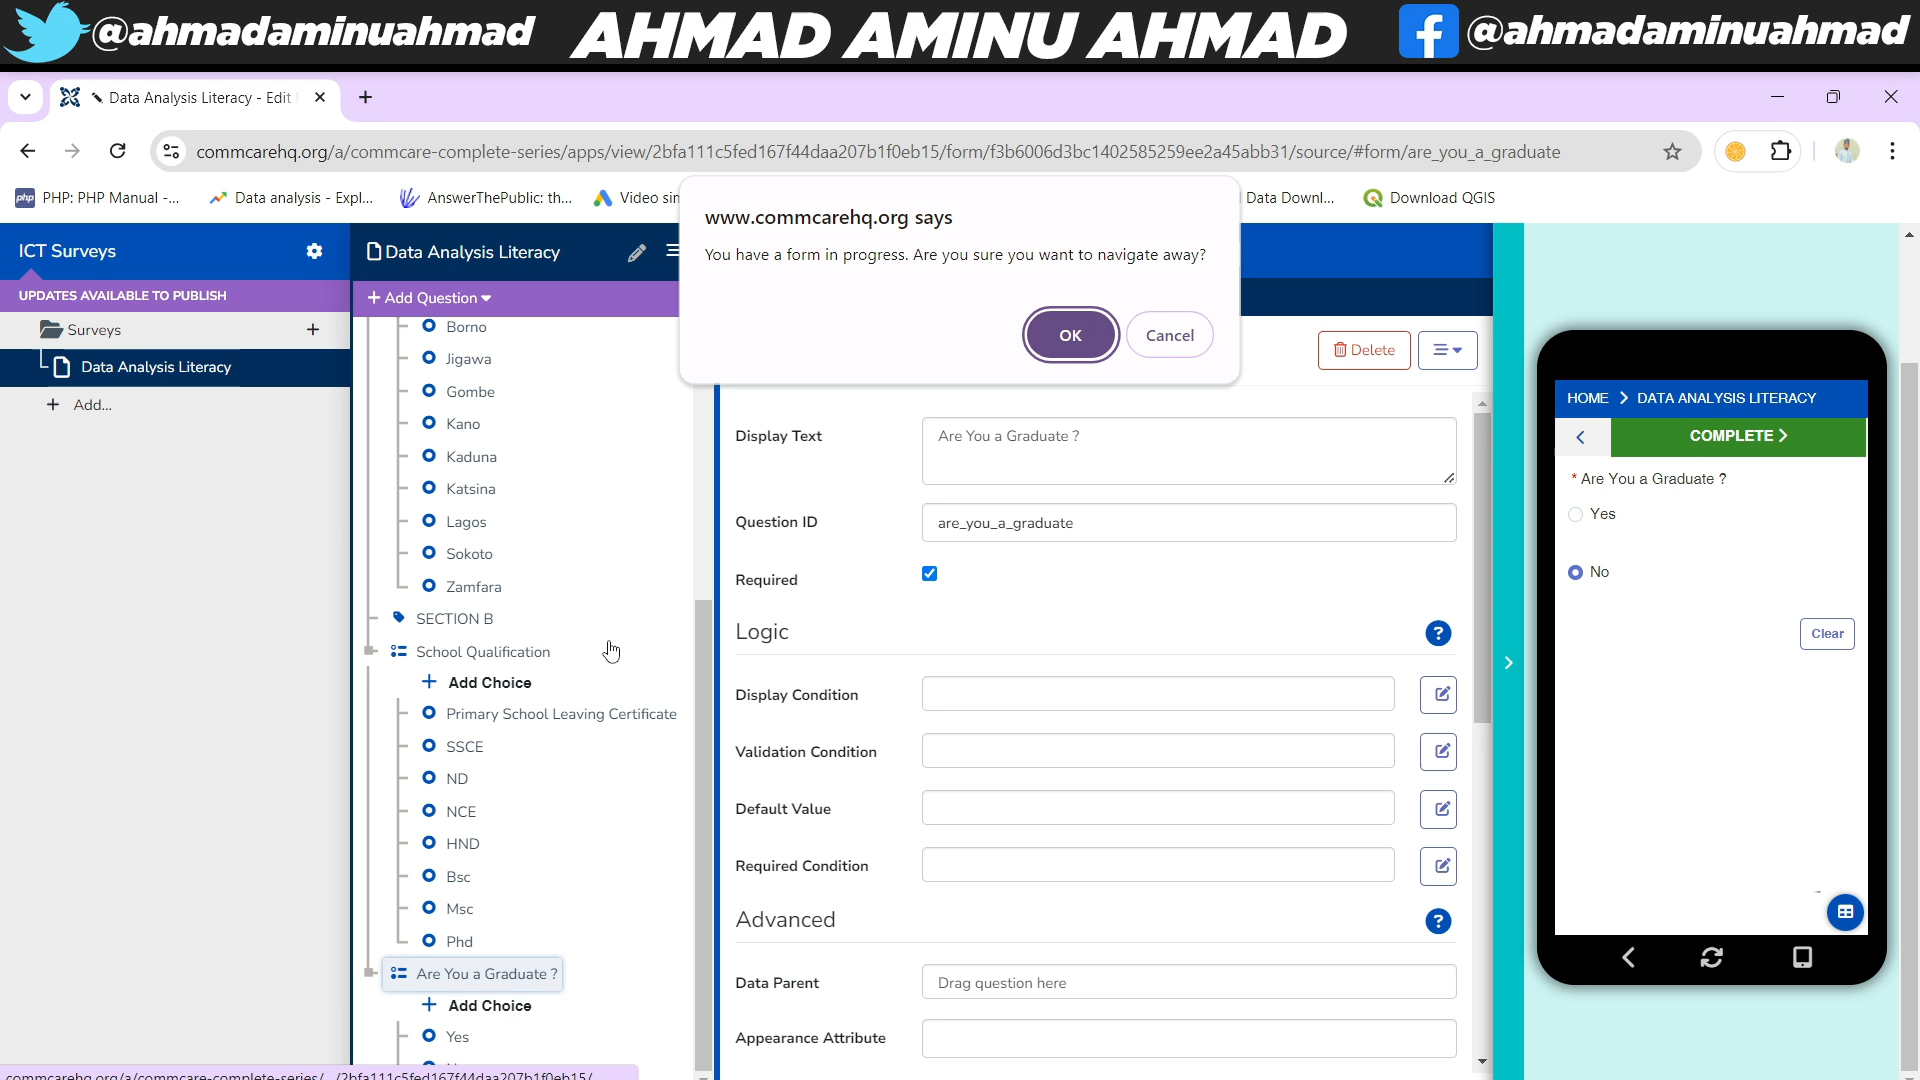 @ahmadaminuahmad AHMAD AMINU AHMAD @ahmadaminuahmad
Data Analysis Literacy - Edit
commcarehq.org/a/commcare-complete-series/apps/view/2bfa111c5fed167f44daa207b1f0eb15/form/f3b6006d3bc1402585259ee2a45abb31/source/#form/are_you_a_graduate
php PHP: PHP Manual -... Data analysis - Expl... AnswerThePublic: th... Video sin Data Downl... Download QGIS
www.commcarehq.org says
You have a form in progress. Are you sure you want to navigate away?
OK Cancel
ICT Surveys
UPDATES AVAILABLE TO PUBLISH
Surveys
Data Analysis Literacy
Add...
Data Analysis Literacy
Add Question
Borno
Jigawa
Gombe
Kano
Kaduna
Katsina
Lagos
Sokoto
Zamfara
SECTION B
School Qualification
Add Choice
Primary School Leaving Certificate
SSCE
ND
NCE
HND
Bsc
Msc
Phd
Are You a Graduate ?
Add Choice
Yes
Delete
Display Text Are You a Graduate ?
Question ID are_you_a_graduate
Required
Logic ?
Display Condition
Validation Condition
Default Value
Required Condition
Advanced ?
Data Parent Drag question here
Appearance Attribute
HOME > DATA ANALYSIS LITERACY
COMPLETE
* Are You a Graduate ?
Yes
No
Clear
commcarehq.org/a/commcare-complete-series/.../2bfa111c5fed167f44daa207b1f0eb15/